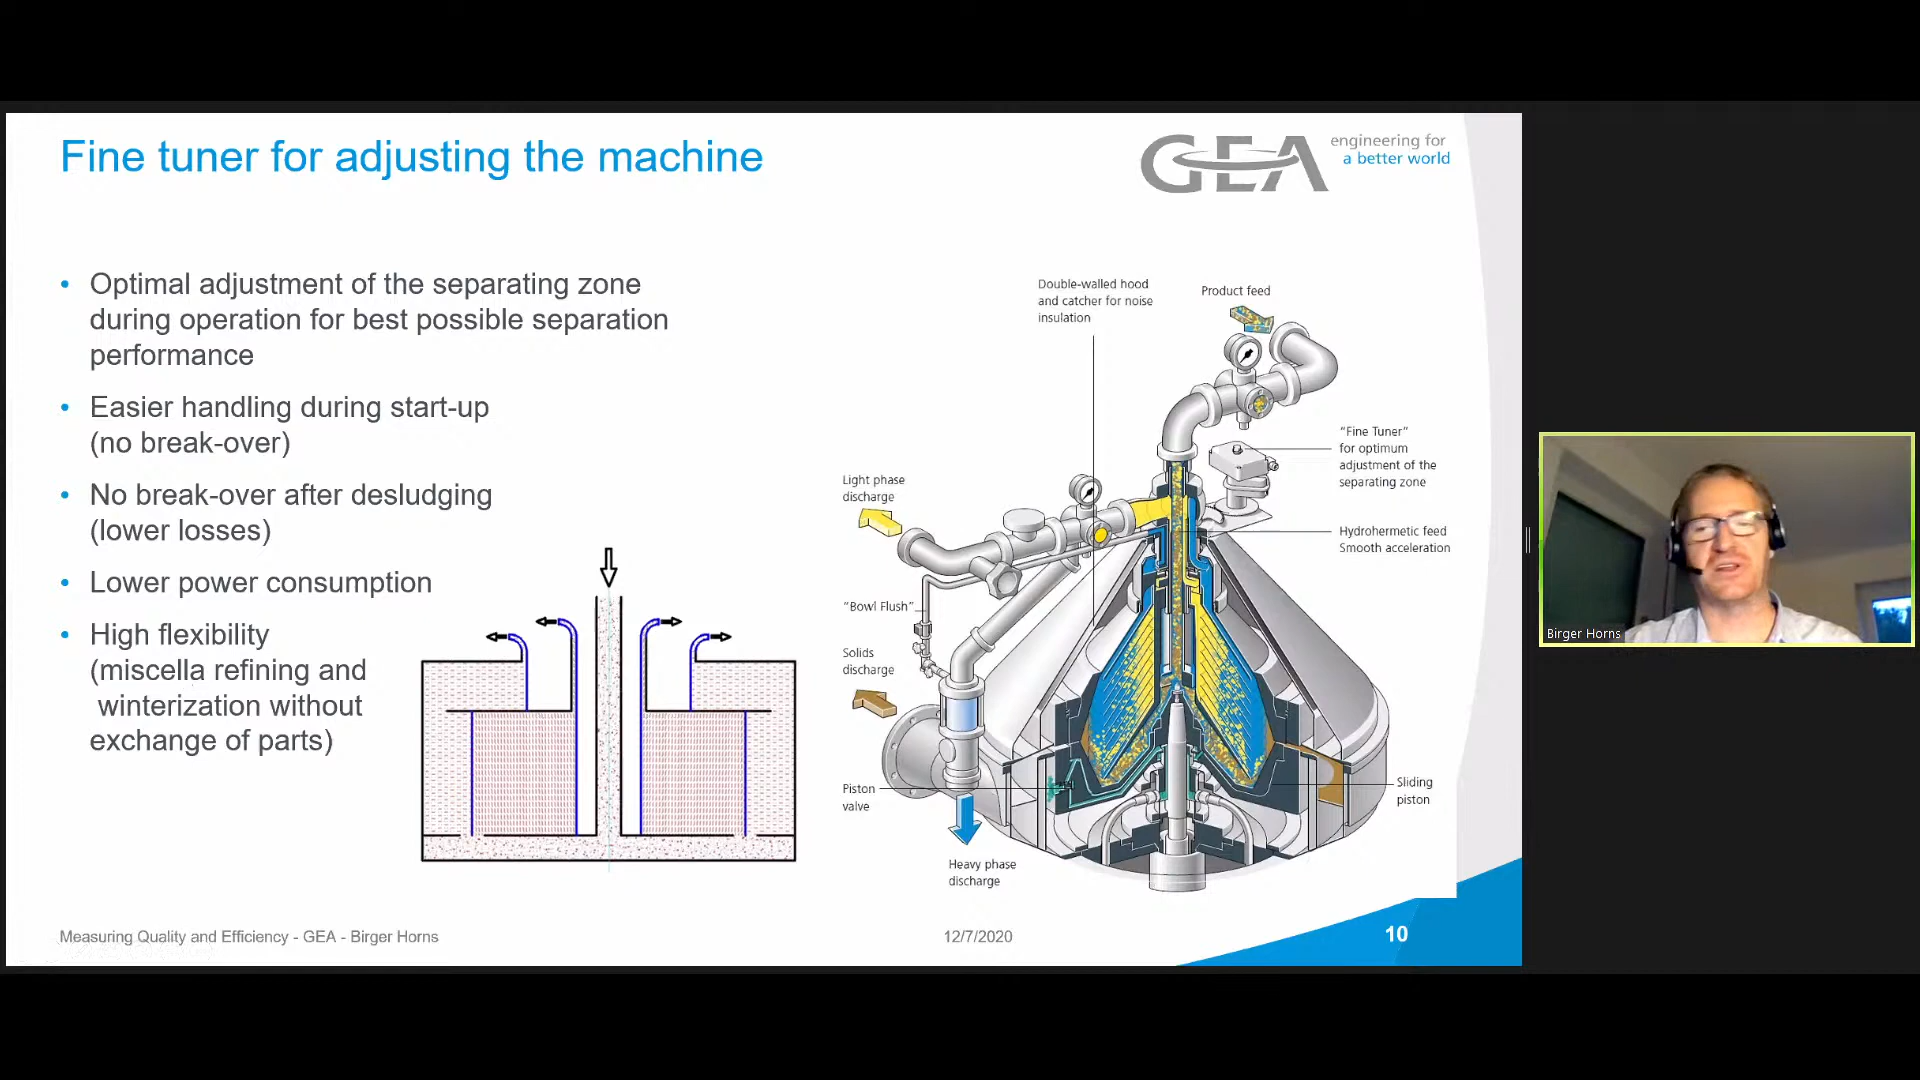 Fine tuner for adjusting the machine
GEA
engineering for
a better world
• Optimal adjustment of the separating zone
during operation for best possible separation
performance
• Easier handling during start-up
(no break-over)
• No break-over after desludging
(lower losses)
• Lower power consumption
• High flexibility
(miscella refining and
winterization without
exchange of parts)
Double-walled hood
and catcher for noise
insulation
Product feed
"Fine Tuner"
for optimum
adjustment of the
separating zone
Light phase
discharge
Hydrohermetic feed
Smooth acceleration
"Bowl Flush"
Solids
discharge
Piston
valve
Sliding
piston
Heavy phase
discharge
Measuring Quality and Efficiency - GEA - Birger Horns
12/7/2020
10
Birger Horns